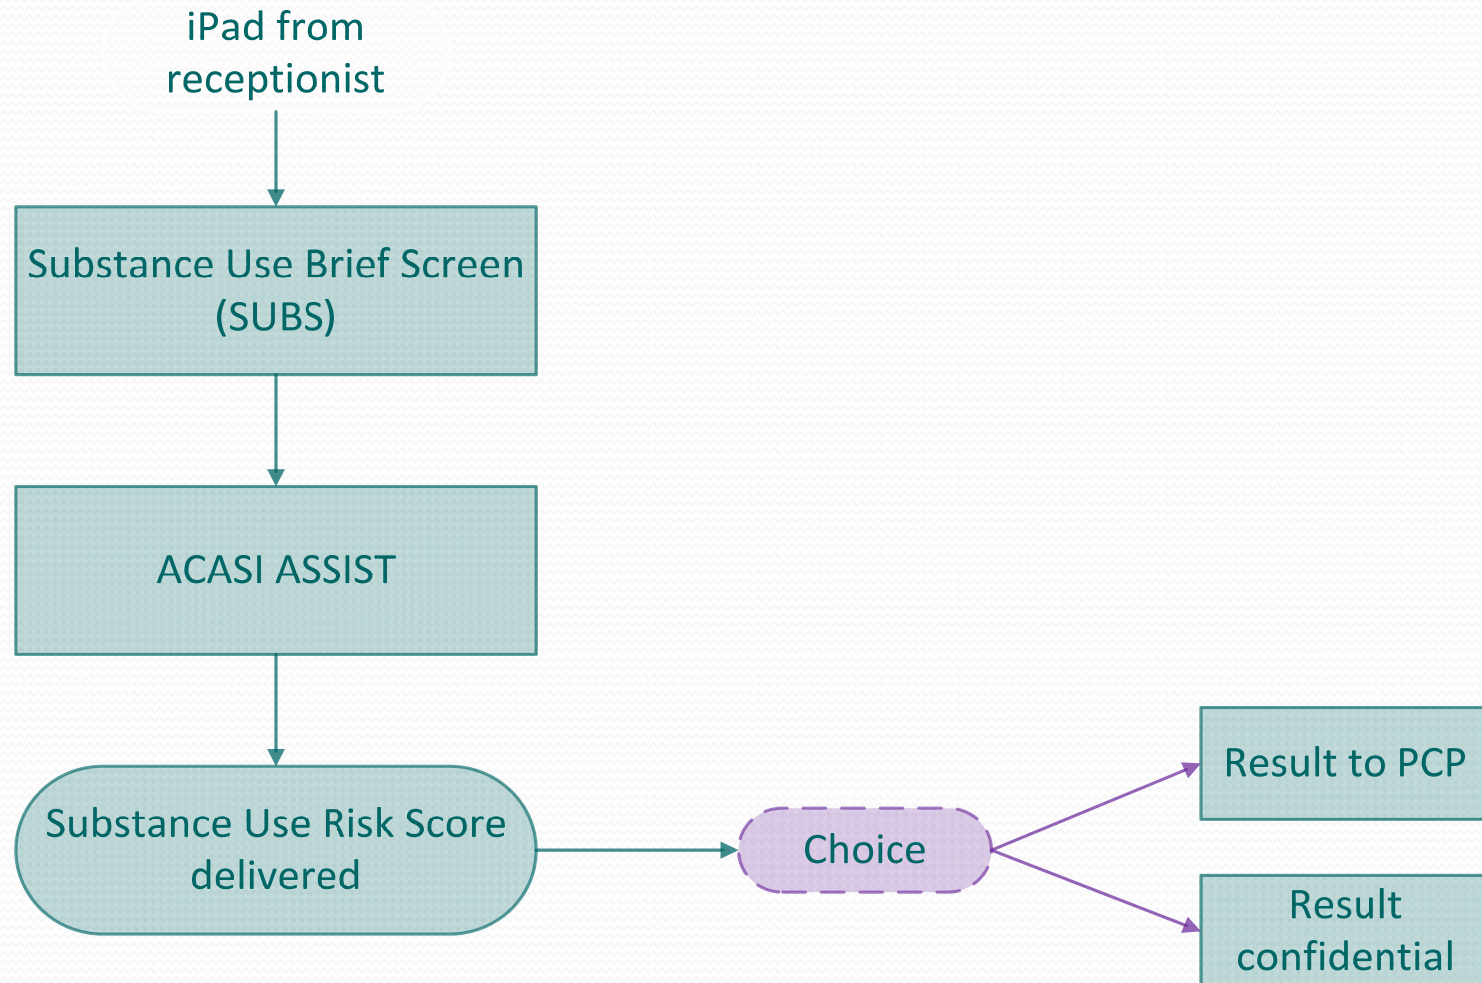 iPad from
receptionist
Substance Use Brief Screen
(SUBS)
ACASI ASSIST
Substance Use Risk Score
delivered
Choice
Result to PCP
Result
confidential